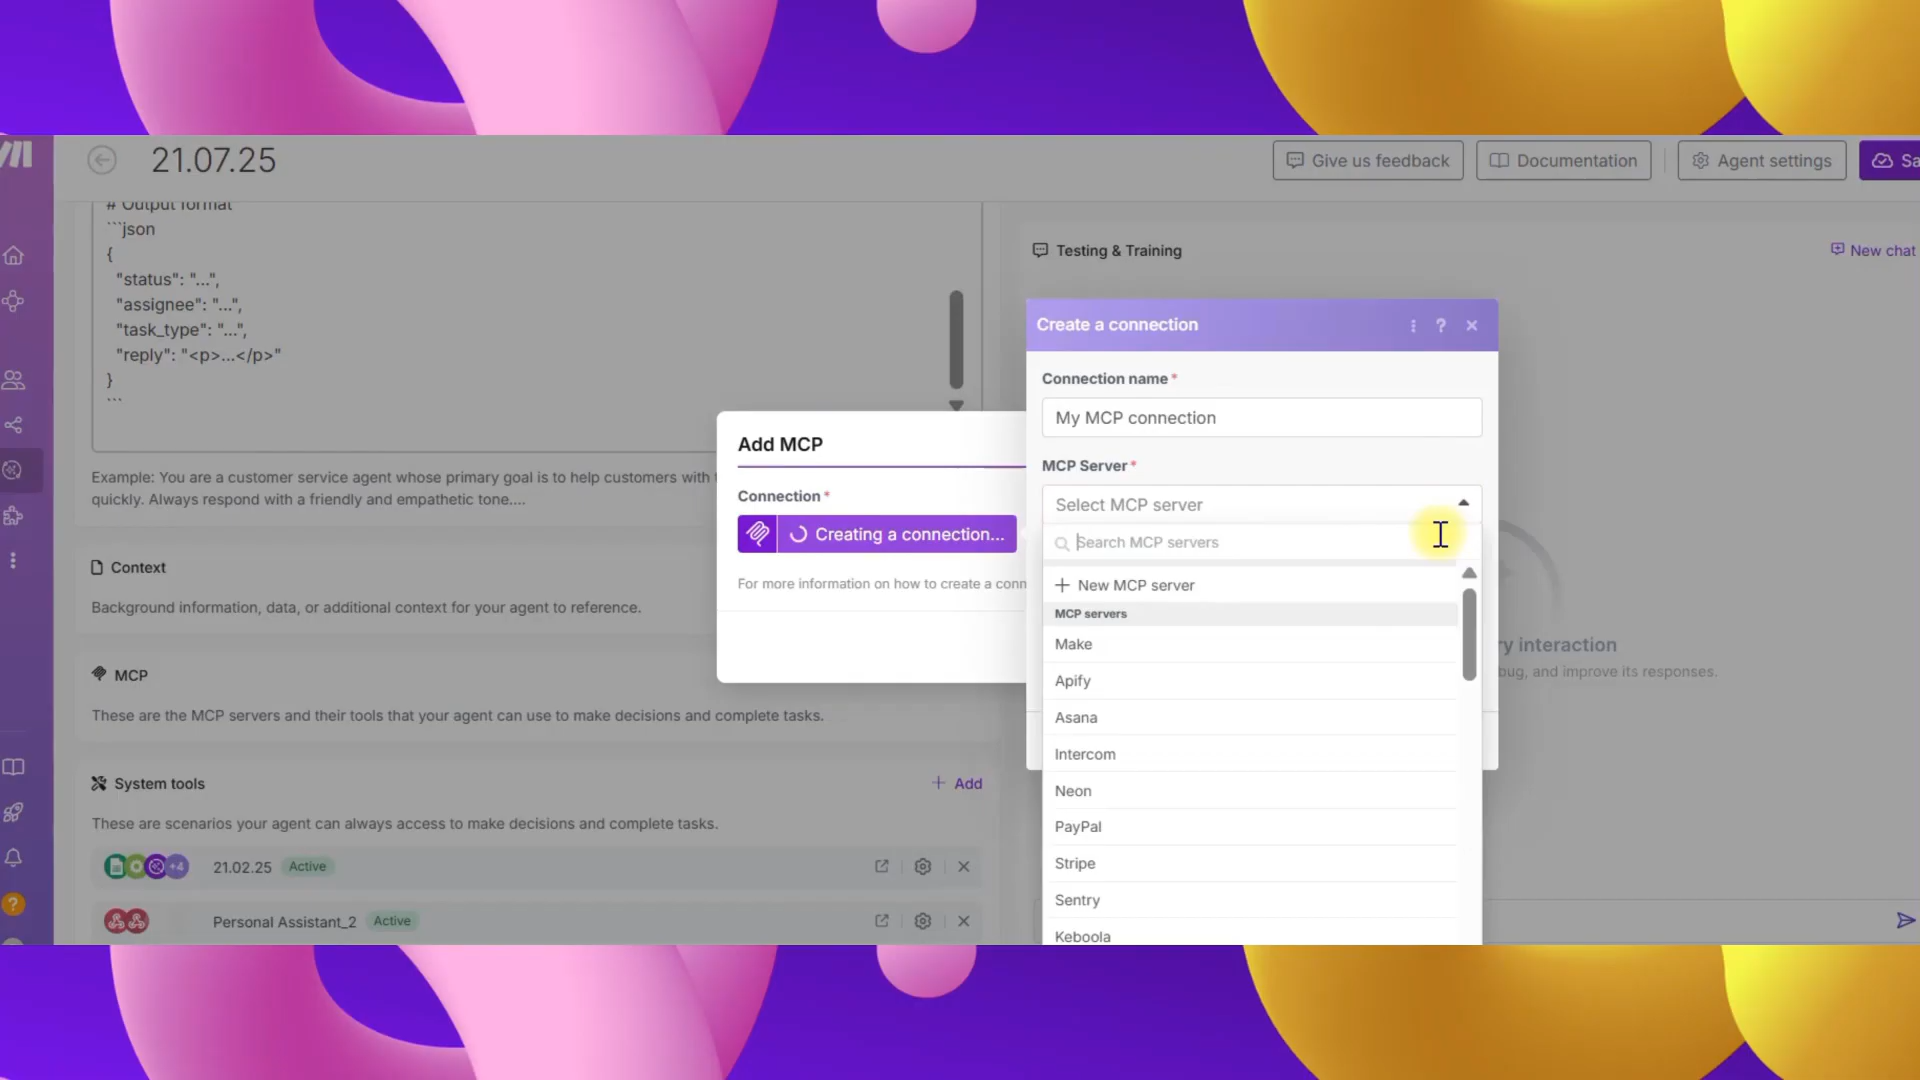 21.07.25
Give us feedback
Documentation
Agent settings
Sa
# Output format
```json
{
"status": "...",
"assignee": "...",
"task_type": "...",
"reply": "<p>...</p>"
}
```
Example: You are a customer service agent whose primary goal is to help customers with
quickly. Always respond with a friendly and empathetic tone....
Context
Background information, data, or additional context for your agent to reference.
MCP
These are the MCP servers and their tools that your agent can use to make decisions and complete tasks.
System tools
+ Add
These are scenarios your agent can always access to make decisions and complete tasks.
+4
21.02.25
Active
Personal Assistant_2
Active
Testing & Training
New chat
ry interaction
bug, and improve its responses.
Add MCP
Connection *
Creating a connection...
For more information on how to create a conn
Create a connection
?
Connection name *
My MCP connection
MCP Server *
Select MCP server
Search MCP servers
+ New MCP server
MCP servers
Make
Apify
Asana
Intercom
Neon
PayPal
Stripe
Sentry
Keboola
?